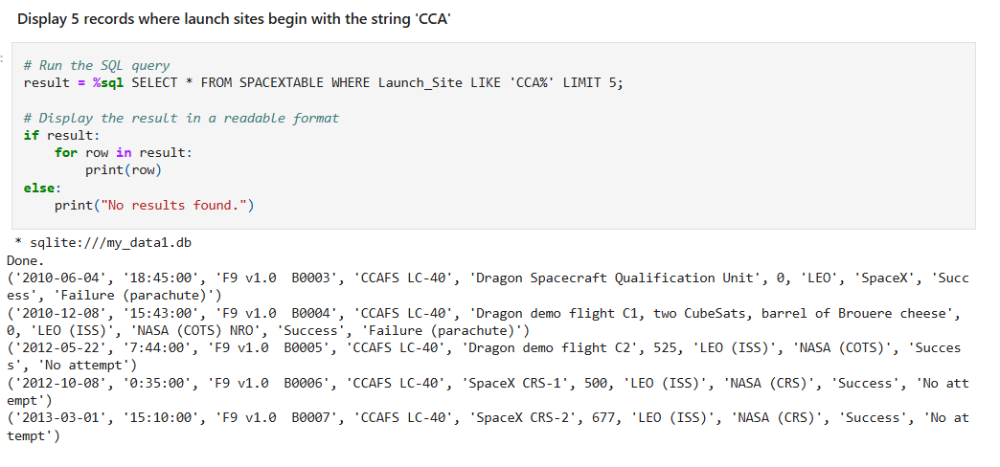 Display 5 records where launch sites begin with the string 'CCA'
:
# Run the SQL query
result = %sql SELECT * FROM SPACEXTABLE WHERE Launch_Site LIKE 'CCA%' LIMIT 5;
# Display the result in a readable format
if result:
    for row in result:
        print(row)
else:
    print("No results found.")
 * sqlite:///my_data1.db
Done.
('2010-06-04', '18:45:00', 'F9 v1.0  B0003', 'CCAFS LC-40', 'Dragon Spacecraft Qualification Unit', 0, 'LEO', 'SpaceX', 'Succ
ess', 'Failure (parachute)')
('2010-12-08', '15:43:00', 'F9 v1.0  B0004', 'CCAFS LC-40', 'Dragon demo flight C1, two CubeSats, barrel of Brouere cheese',
0, 'LEO (ISS)', 'NASA (COTS) NRO', 'Success', 'Failure (parachute)')
('2012-05-22', '7:44:00', 'F9 v1.0  B0005', 'CCAFS LC-40', 'Dragon demo flight C2', 525, 'LEO (ISS)', 'NASA (COTS)', 'Succes
s', 'No attempt')
('2012-10-08', '0:35:00', 'F9 v1.0  B0006', 'CCAFS LC-40', 'SpaceX CRS-1', 500, 'LEO (ISS)', 'NASA (CRS)', 'Success', 'No att
empt')
('2013-03-01', '15:10:00', 'F9 v1.0  B0007', 'CCAFS LC-40', 'SpaceX CRS-2', 677, 'LEO (ISS)', 'NASA (CRS)', 'Success', 'No at
tempt')